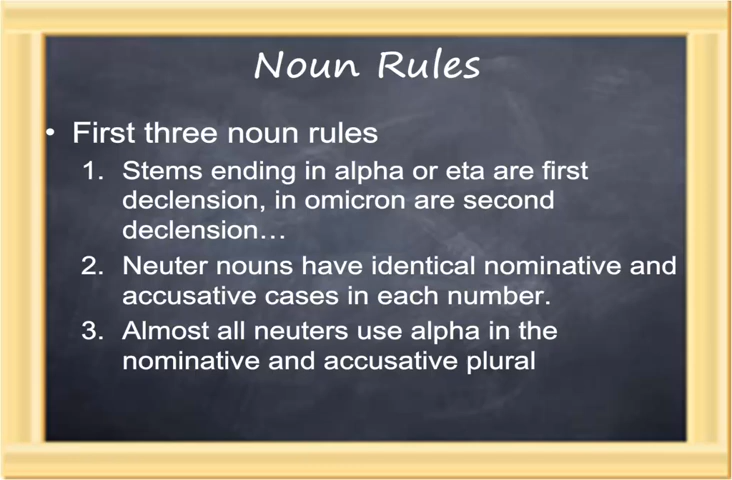 Noun Rules
• First three noun rules
1. Stems ending in alpha or eta are first
declension, in omicron are second
declension…
2. Neuter nouns have identical nominative and
accusative cases in each number.
3. Almost all neuters use alpha in the
nominative and accusative plural